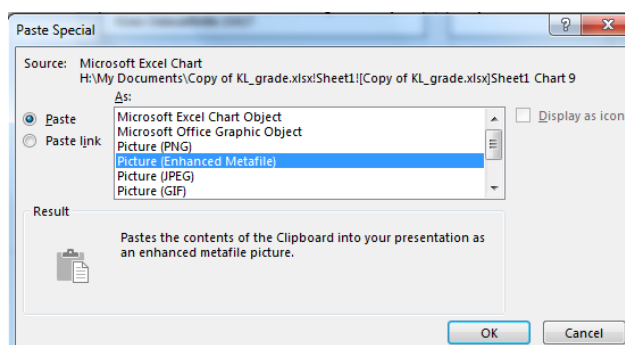 Paste Special
?
Source: Microsoft Excel Chart
H:\My Documents\Copy of KL_grade.xlsx!Sheet1![Copy of KL_grade.xlsx]Sheet1 Chart 9
As:
Paste
Paste link
Microsoft Excel Chart Object
Microsoft Office Graphic Object
Picture (PNG)
Picture (Enhanced Metafile)
Picture (JPEG)
Picture (GIF)
Display as icon
Result
Pastes the contents of the Clipboard into your presentation as
an enhanced metafile picture.
OK
Cancel